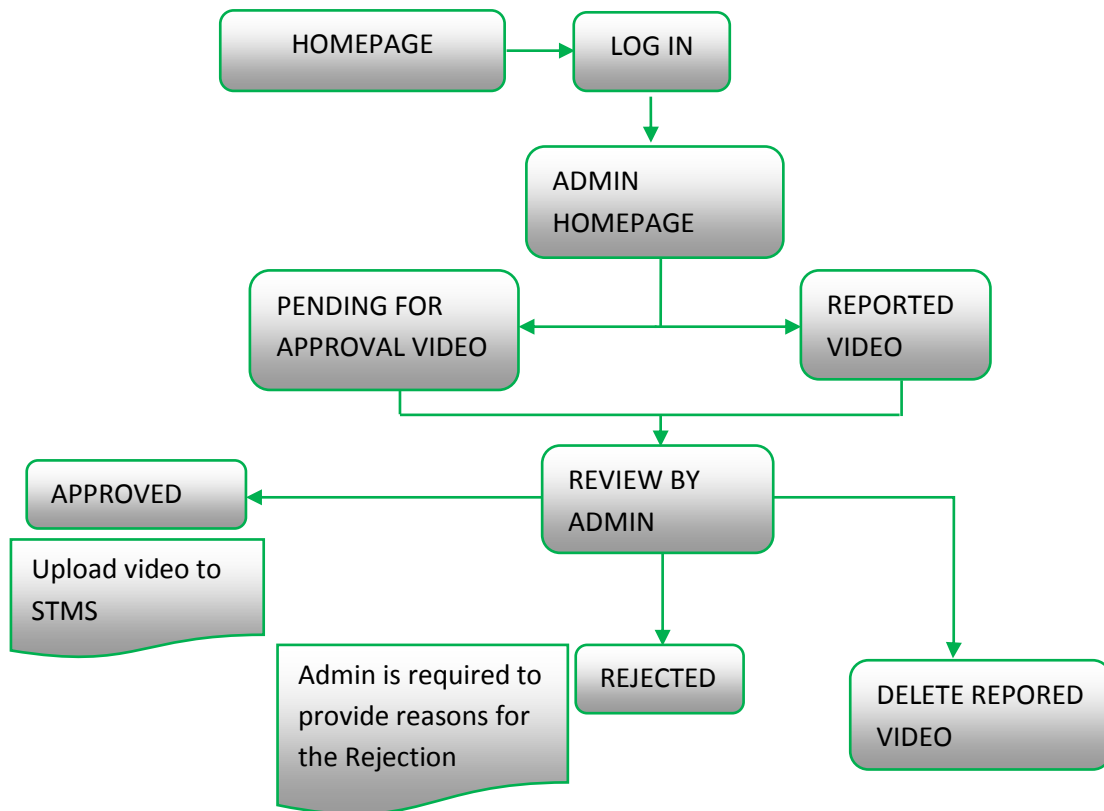 HOMEPAGE
LOG IN
ADMIN
HOMEPAGE
PENDING FOR
APPROVAL VIDEO
REPORTED
VIDEO
REVIEW BY
ADMIN
APPROVED
Upload video to
STMS
Admin is required to
provide reasons for
the Rejection
REJECTED
DELETE REPORED
VIDEO